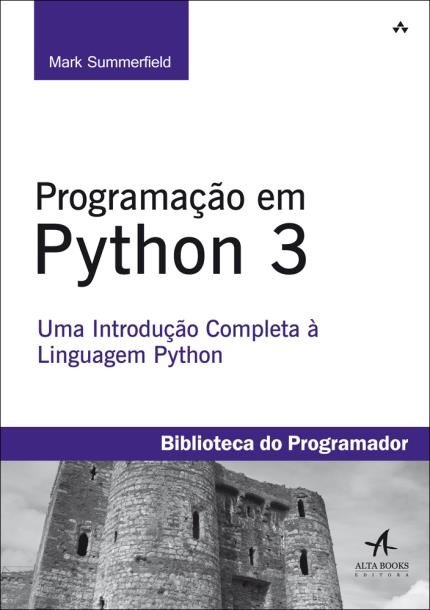 Mark Summerfield
Programação em
Python 3
Uma Introdução Completa à
Linguagem Python
Biblioteca do Programador
ALTA BOOKS
EDITORA